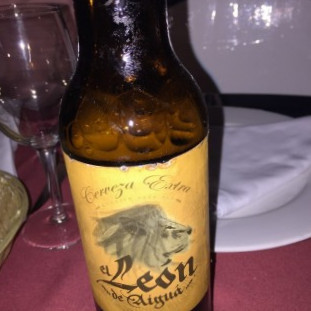 Cerveza Extra
el León
de Aiguá